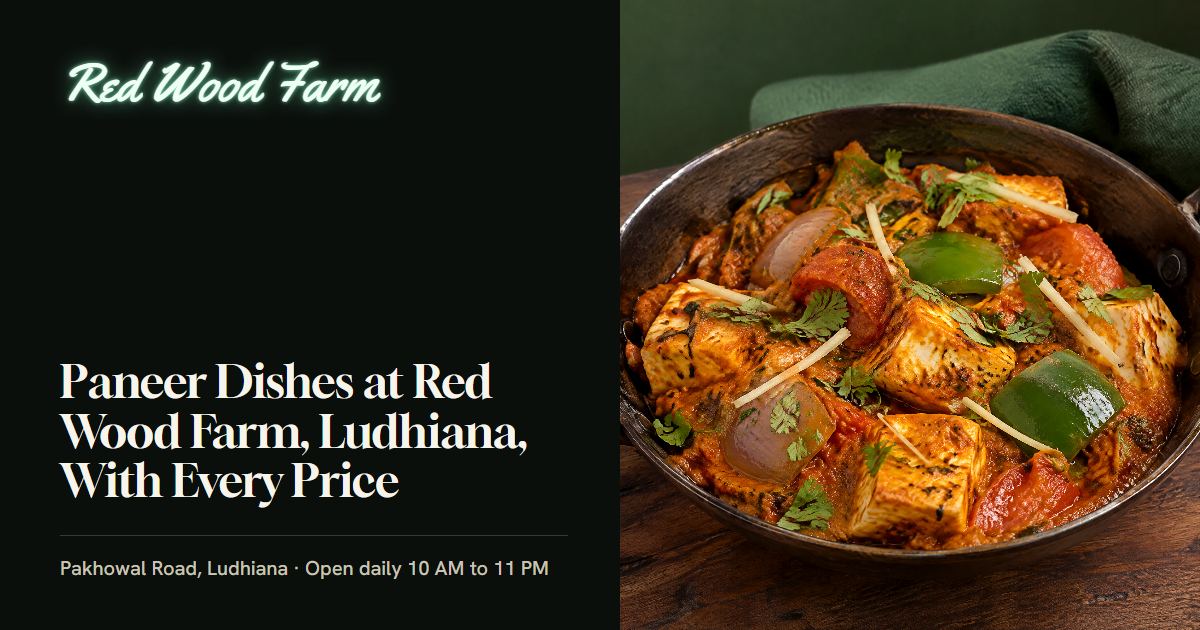 Red Wood Farm
Paneer Dishes at Red
Wood Farm, Ludhiana,
With Every Price
Pakhowal Road, Ludhiana · Open daily 10 AM to 11 PM